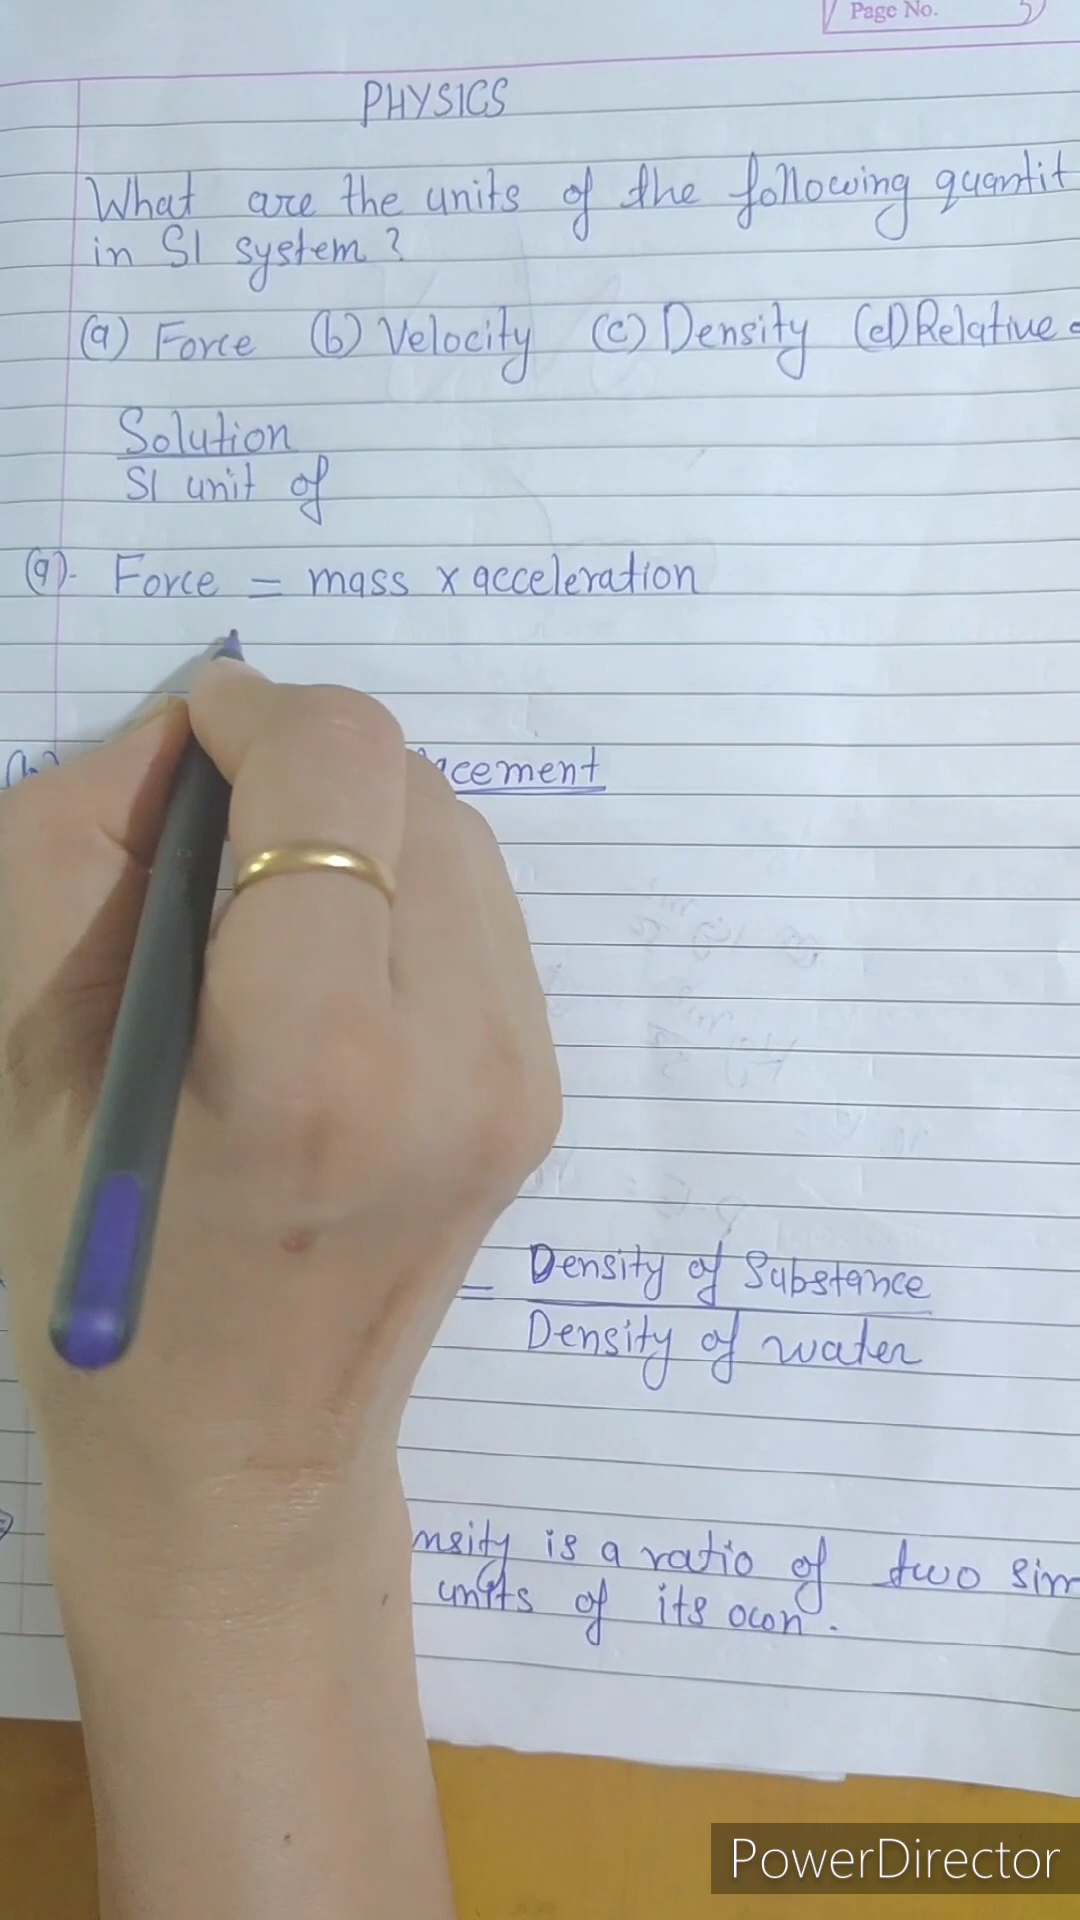 Page No.
PHYSICS
What are the units of the following quantit
in SI system ?
(a) Force (b) Velocity (c) Density (d) Relative
Solution
SI unit of
(a). Force = mass x acceleration
acement
= Density of Substance
Density of water
nsity is a ratio of two sim
units of its ocon.
PowerDirector